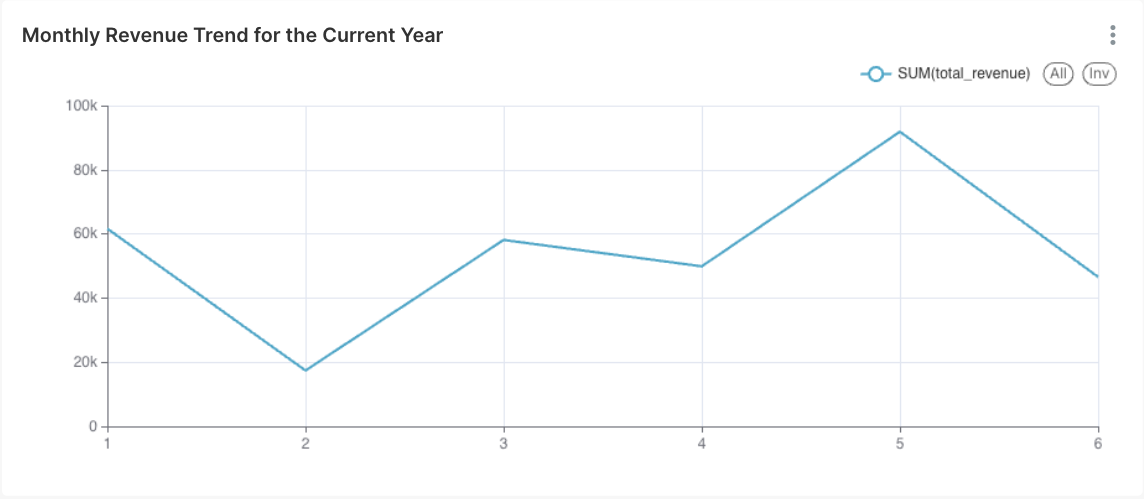 Monthly Revenue Trend for the Current Year
SUM(total_revenue) All Inv
100k
80k
60k
40k
20k
0
1 2 3 4 5 6